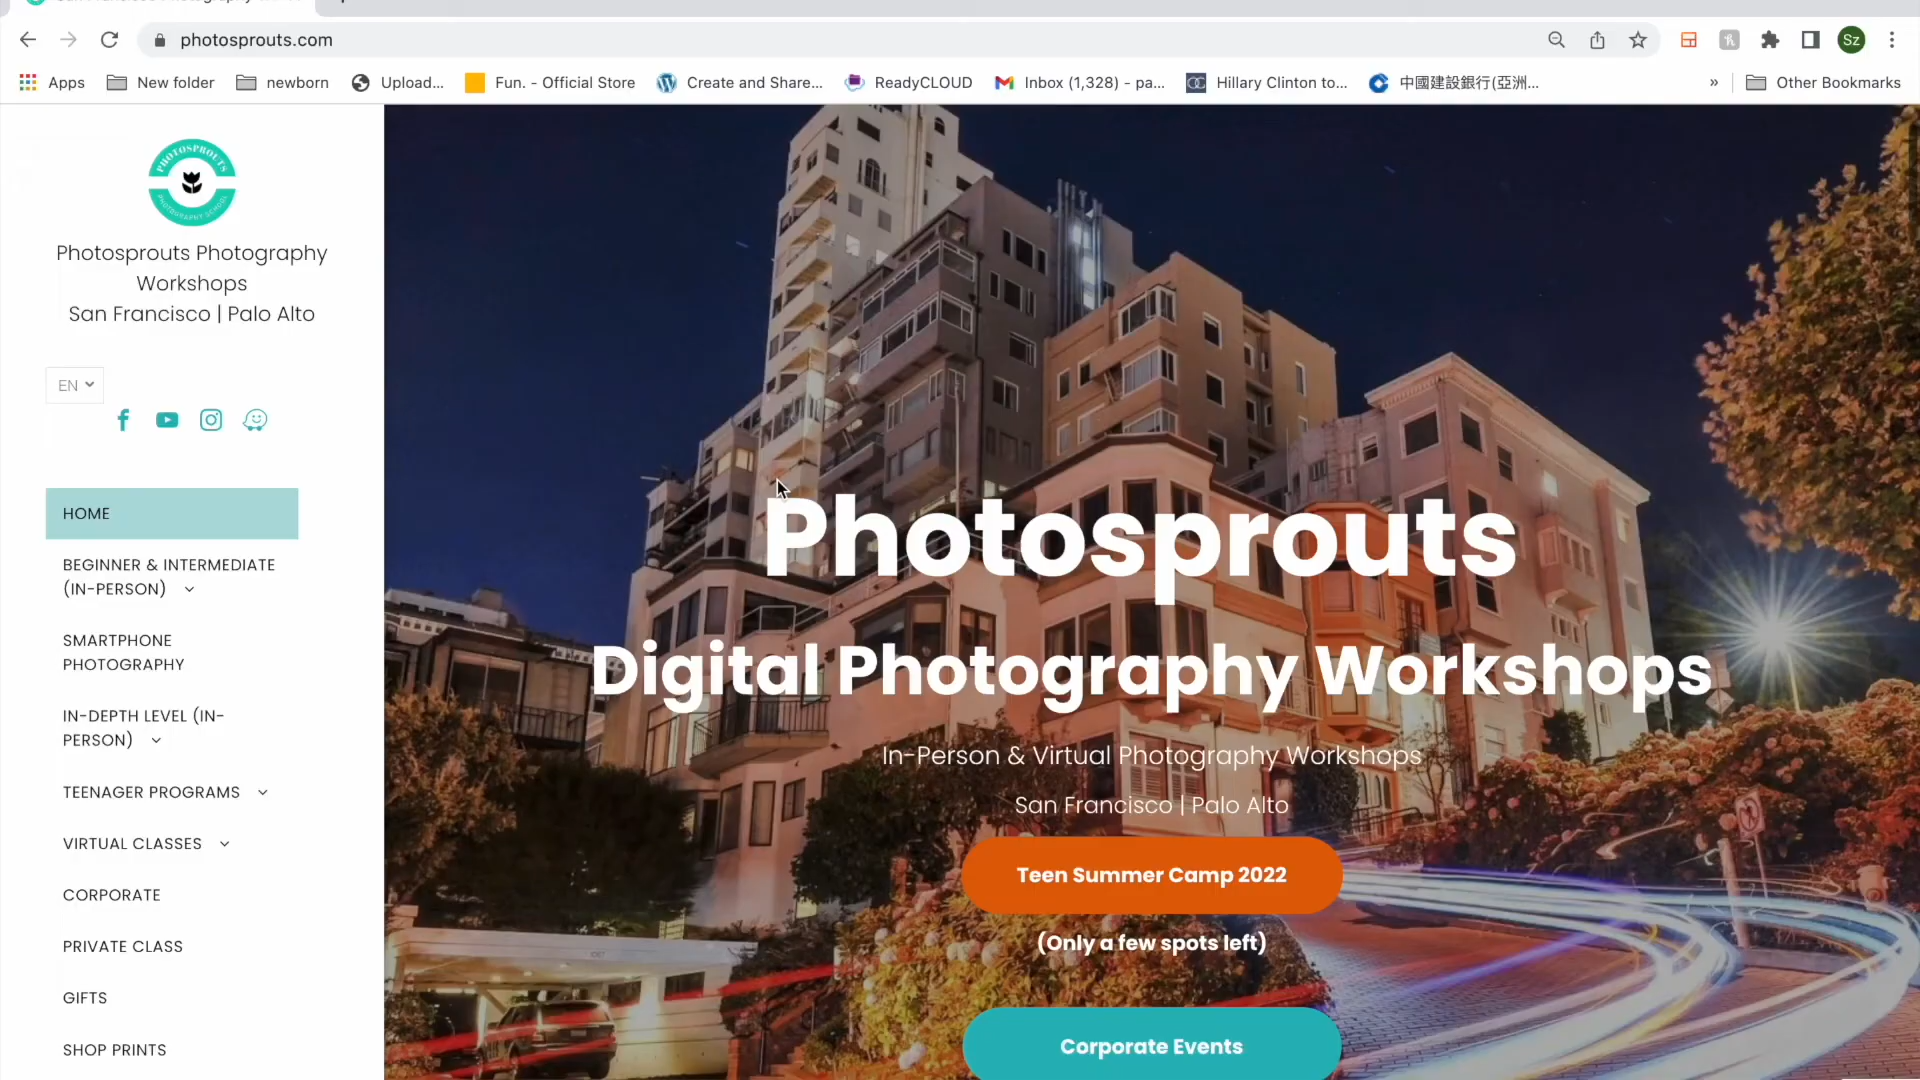 photosprouts.com
Sz
Apps
New folder
newborn
Upload...
Fun. - Official Store
Create and Share...
ReadyCLOUD
Inbox (1,328) - pa...
Hillary Clinton to...
中國建設銀行(亞洲...
»
Other Bookmarks
PHOTOSPROUTS
PHOTOGRAPHY SCHOOL
Photosprouts Photography
Workshops
San Francisco | Palo Alto
EN
HOME
BEGINNER & INTERMEDIATE
(IN-PERSON)
SMARTPHONE
PHOTOGRAPHY
IN-DEPTH LEVEL (IN-
PERSON)
TEENAGER PROGRAMS
VIRTUAL CLASSES
CORPORATE
PRIVATE CLASS
GIFTS
SHOP PRINTS
Photosprouts
Digital Photography Workshops
In-Person & Virtual Photography Workshops
San Francisco | Palo Alto
Teen Summer Camp 2022
(Only a few spots left)
Corporate Events